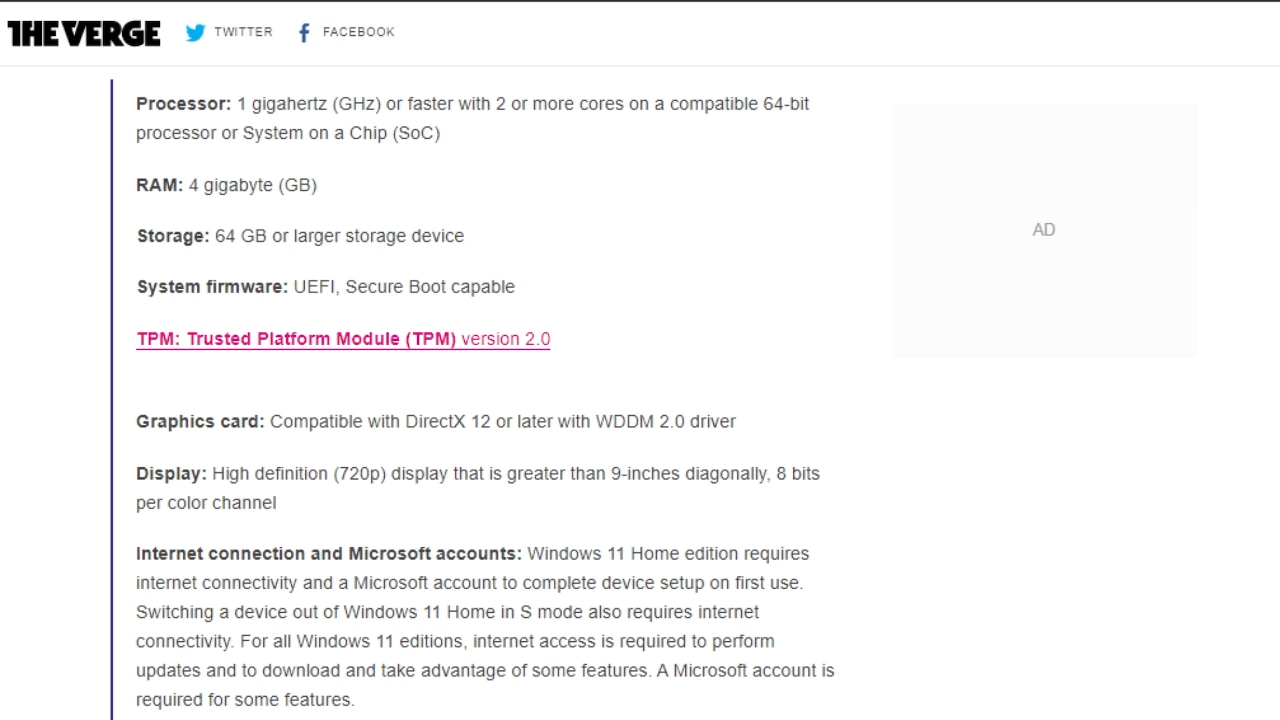 THE VERGE TWITTER FACEBOOK
Processor: 1 gigahertz (GHz) or faster with 2 or more cores on a compatible 64-bit
processor or System on a Chip (SoC)
RAM: 4 gigabyte (GB)
AD
Storage: 64 GB or larger storage device
System firmware: UEFI, Secure Boot capable
TPM: Trusted Platform Module (TPM) version 2.0
Graphics card: Compatible with DirectX 12 or later with WDDM 2.0 driver
Display: High definition (720p) display that is greater than 9-inches diagonally, 8 bits
per color channel
Internet connection and Microsoft accounts: Windows 11 Home edition requires
internet connectivity and a Microsoft account to complete device setup on first use.
Switching a device out of Windows 11 Home in S mode also requires internet
connectivity. For all Windows 11 editions, internet access is required to perform
updates and to download and take advantage of some features. A Microsoft account is
required for some features.